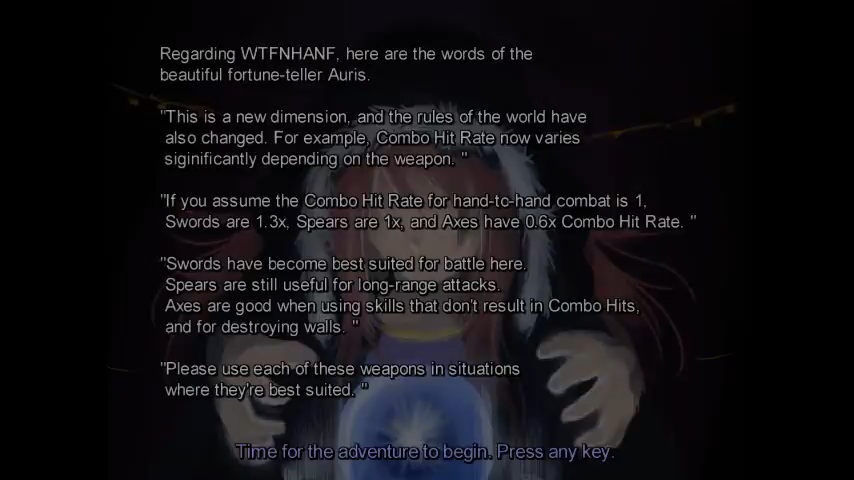 Regarding WTFNHANF, here are the words of the
beautiful fortune-teller Auris.
"This is a new dimension, and the rules of the world have
also changed. For example, Combo Hit Rate now varies
siginificantly depending on the weapon. "
"If you assume the Combo Hit Rate for hand-to-hand combat is 1,
Swords are 1.3x, Spears are 1x, and Axes have 0.6x Combo Hit Rate. "
"Swords have become best suited for battle here.
Spears are still useful for long-range attacks.
Axes are good when using skills that don't result in Combo Hits,
and for destroying walls. "
"Please use each of these weapons in situations
where they're best suited. "
Time for the adventure to begin. Press any key.